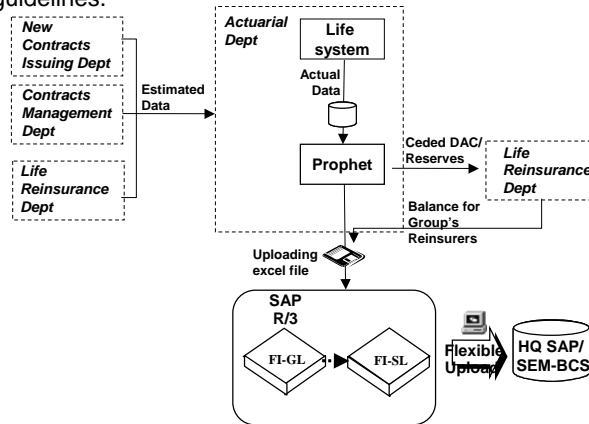 guidelines.
New
Contracts
Issuing Dept
Contracts
Management
Dept
Life
Reinsurance
Dept
Estimated
Data
Actuarial
Dept
Life
system
Actual
Data
Prophet
Ceded DAC/
Reserves
Life
Reinsurance
Dept
Balance for
Group's
Reinsurers
Uploading
excel file
SAP
R/3
FI-GL
FI-SL
Flexible
Upload
HQ SAP/
SEM-BCS